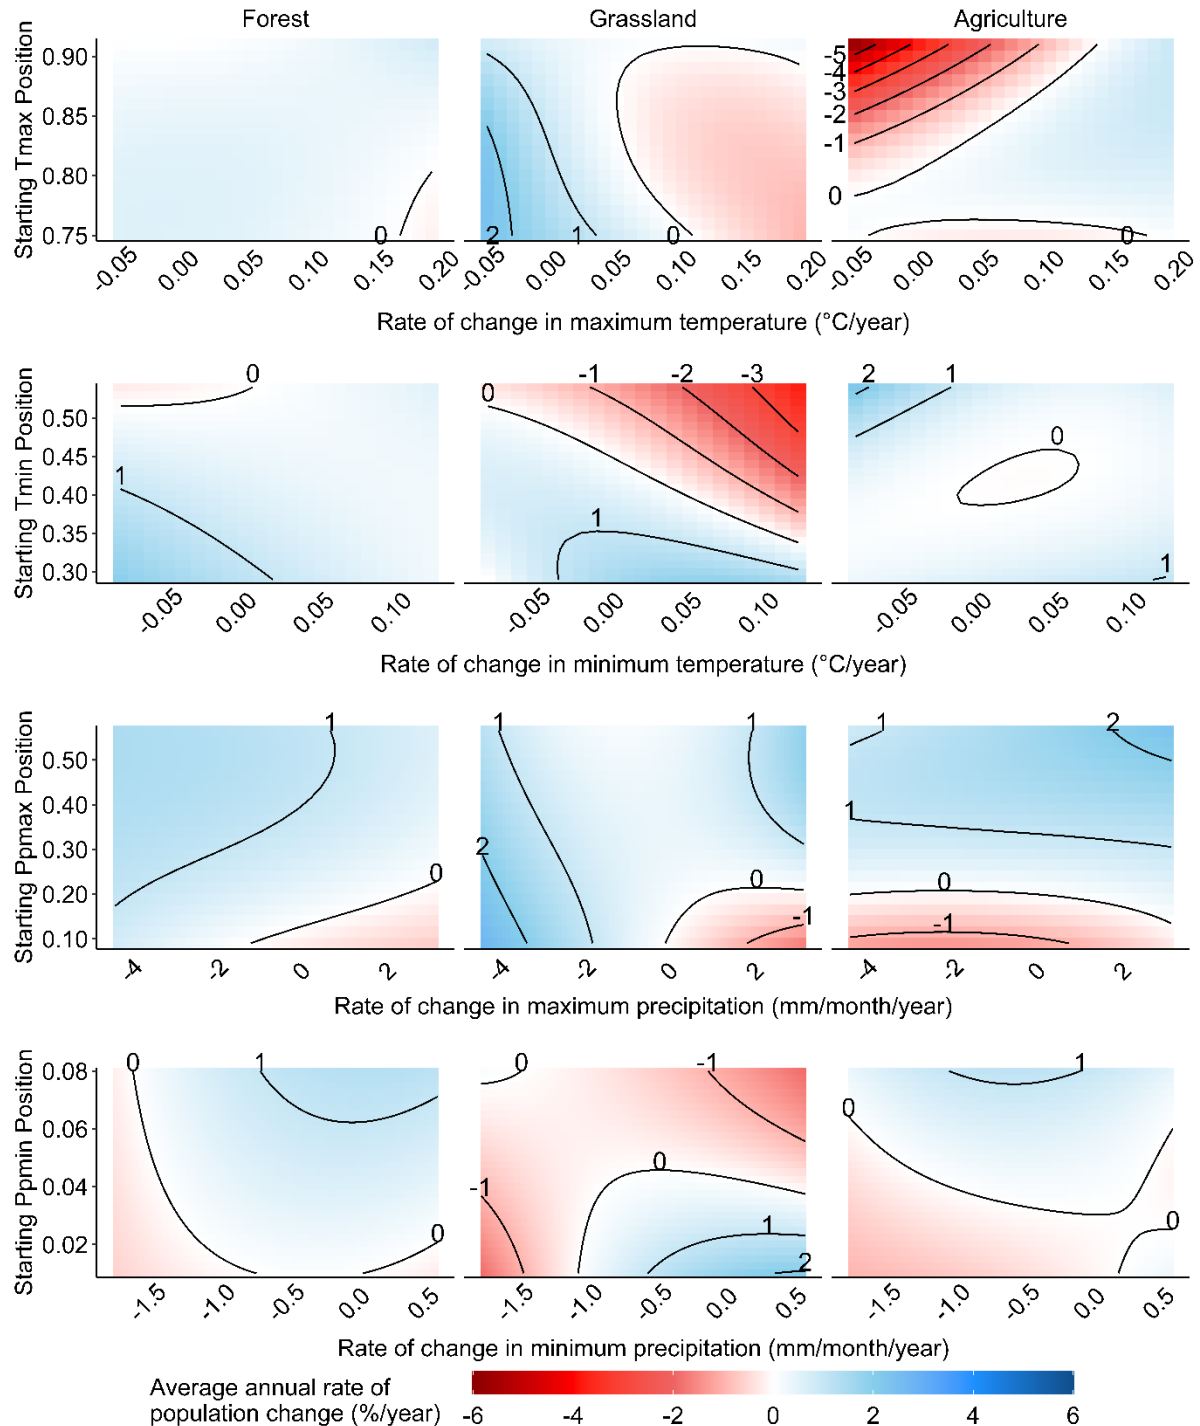 Forest Grassland Agriculture
Starting Tmax Position
0.90
0.85
0.80
0.75
0
2 1 0
-5
-4
-3
-2
-1
0
0
-0.05 0.00 0.05 0.10 0.15 0.20
-0.05 0.00 0.05 0.10 0.15 0.20
-0.05 0.00 0.05 0.10 0.15 0.20
Rate of change in maximum temperature (°C/year)
Starting Tmin Position
0.50
0.45
0.40
0.35
0.30
0
1
0 -1 -2 -3
1
2 1
0
1
-0.05 0.00 0.05 0.10
-0.05 0.00 0.05 0.10
-0.05 0.00 0.05 0.10
Rate of change in minimum temperature (°C/year)
Starting Ppmax Position
0.50
0.40
0.30
0.20
0.10
1
0
1 1
2
0
-1
1 2
1
0
-1
-4 -2 0 2
-4 -2 0 2
-4 -2 0 2
Rate of change in maximum precipitation (mm/month/year)
Starting Ppmin Position
0.08
0.06
0.04
0.02
0 1
0
0 -1
0
-1
1
2
1
0
0
-1.5 -1.0 -0.5 0.0 0.5
-1.5 -1.0 -0.5 0.0 0.5
-1.5 -1.0 -0.5 0.0 0.5
Rate of change in minimum precipitation (mm/month/year)
Average annual rate of
population change (%/year)
-6 -4 -2 0 2 4 6